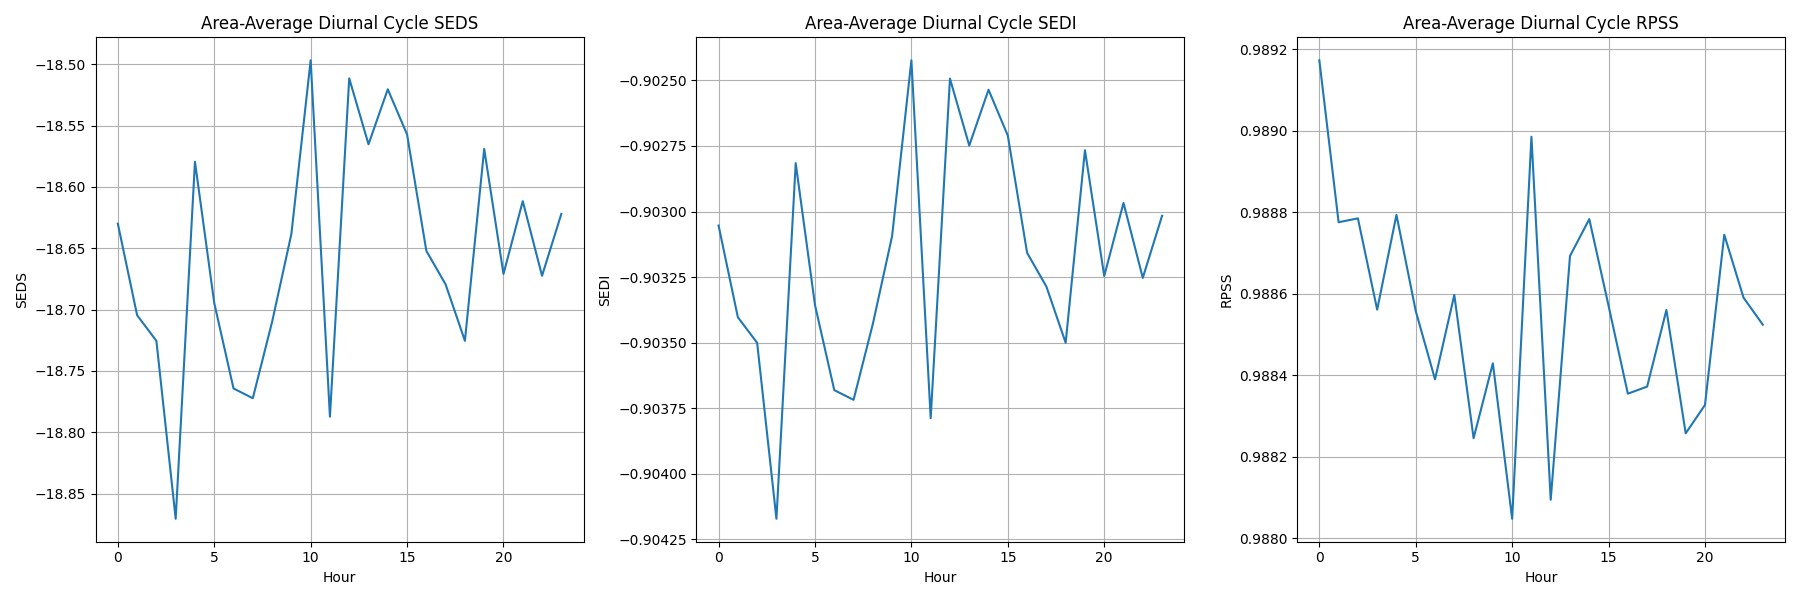 Area-Average Diurnal Cycle SEDS
−18.50
−18.55
−18.60
−18.65
−18.70
−18.75
−18.80
−18.85
SEDS
0 5 10 15 20
Hour
Area-Average Diurnal Cycle SEDI
−0.90250
−0.90275
−0.90300
−0.90325
−0.90350
−0.90375
−0.90400
−0.90425
SEDI
0 5 10 15 20
Hour
Area-Average Diurnal Cycle RPSS
0.9892
0.9890
0.9888
0.9886
0.9884
0.9882
0.9880
RPSS
0 5 10 15 20
Hour